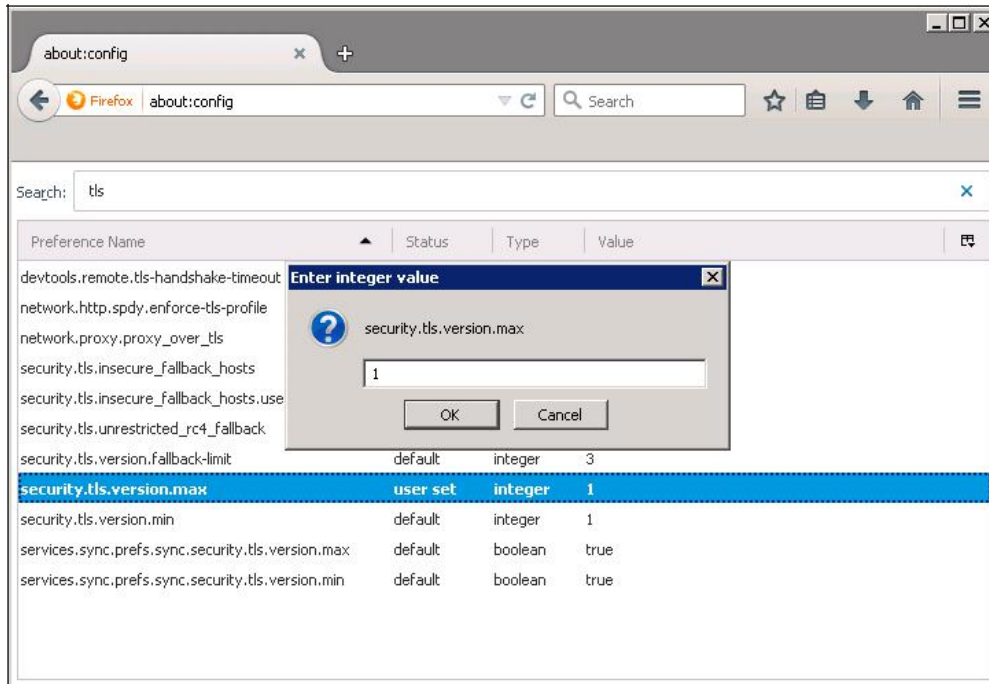 about:config
Firefox about:config Search
Search: tls
Preference Name Status Type Value
devtools.remote.tls-handshake-timeout
network.http.spdy.enforce-tls-profile
network.proxy.proxy_over_tls
security.tls.insecure_fallback_hosts
security.tls.insecure_fallback_hosts.use
security.tls.unrestricted_rc4_fallback
Enter integer value
security.tls.version.max
1
OK Cancel
security.tls.version.fallback-limit default integer 3
security.tls.version.max user set integer 1
security.tls.version.min default integer 1
services.sync.prefs.sync.security.tls.version.max default boolean true
services.sync.prefs.sync.security.tls.version.min default boolean true